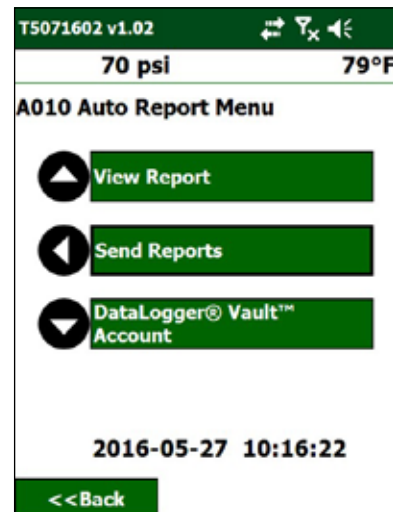 T5071602 v1.02
70 psi 79°F
A010 Auto Report Menu
View Report
Send Reports
DataLogger® Vault™
Account
2016-05-27 10:16:22
<<Back